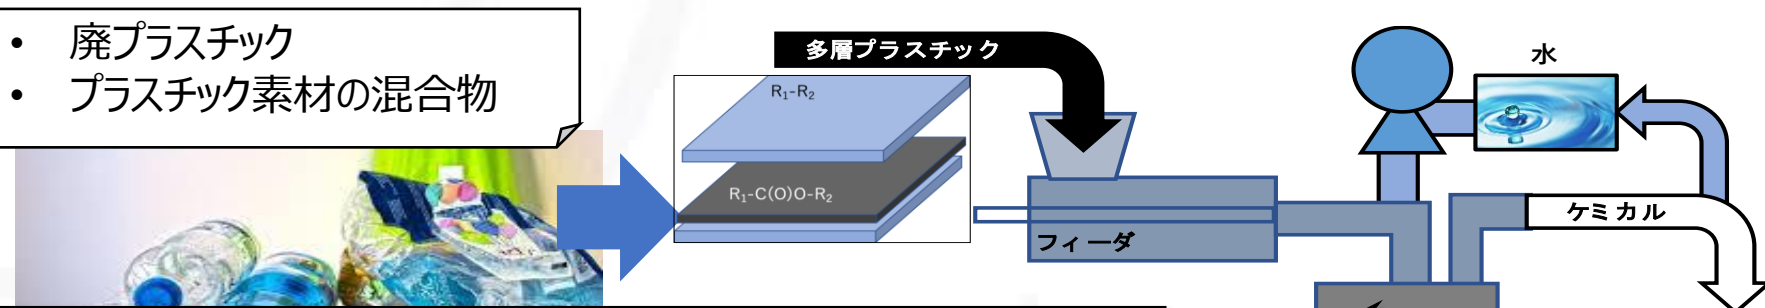 • 廃プラスチック
• プラスチック素材の混合物
多層プラスチック
水
R₁-R₂
R₁-C(O)O-R₂
ケミカル
フィーダ